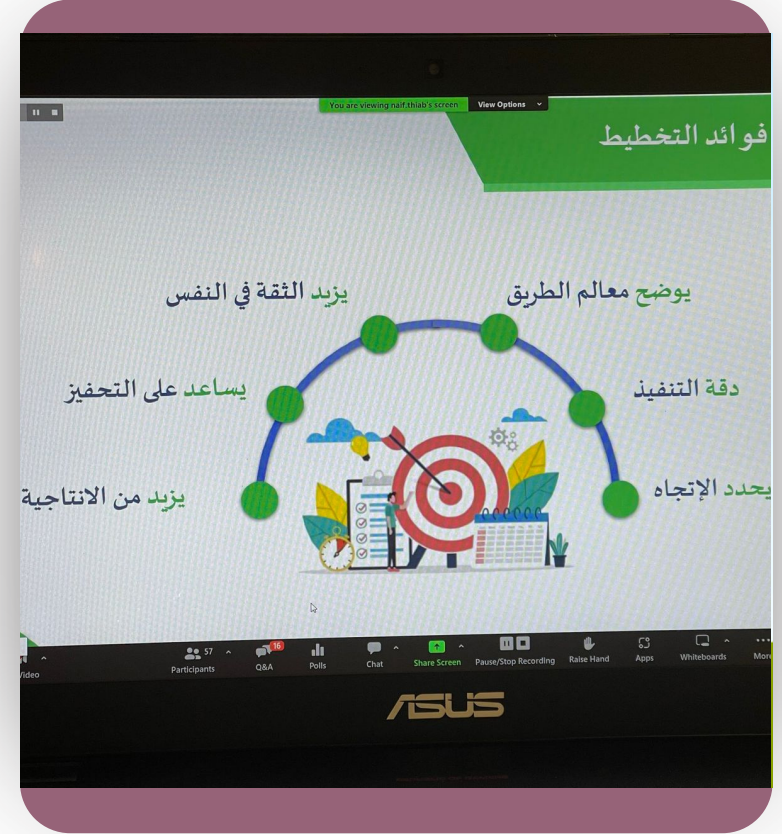 You are viewing naif.thiab's screen
View Options
فوائد التخطيط
يوضح معالم الطريق
يزيد الثقة في النفس
دقة التنفيذ
يساعد على التحفيز
يحدد الإتجاه
يزيد من الانتاجية
Video
Participants 57
Q&A 16
Polls
Chat
Share Screen
Pause/Stop Recording
Raise Hand
Apps
Whiteboards
More
ASUS